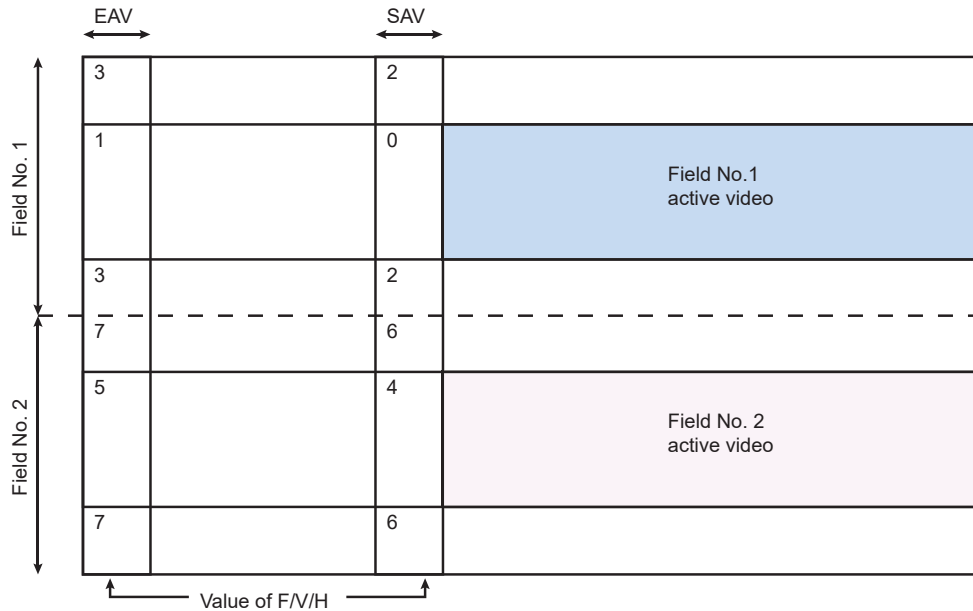 EAV SAV
3 2
1 0
Field No.1
active video
Field No. 1
3 2
7 6
5 4
Field No. 2
active video
Field No. 2
7 6
Value of F/V/H